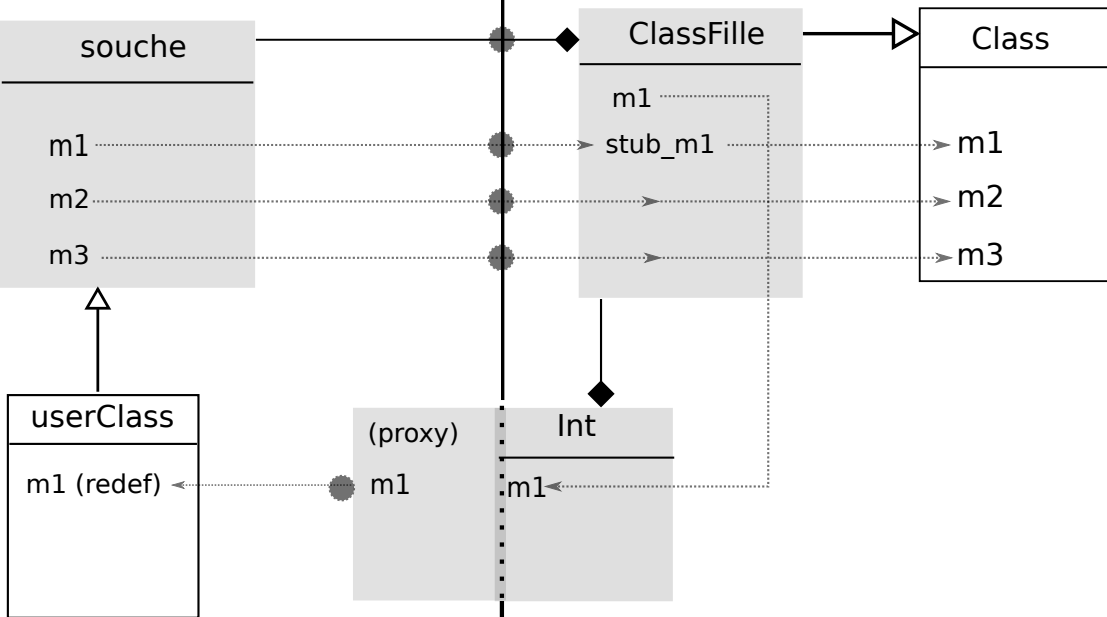 souche
m1
m2
m3
ClassFille
m1
stub_m1
Class
m1
m2
m3
userClass
m1 (redef)
(proxy)
m1
Int
m1